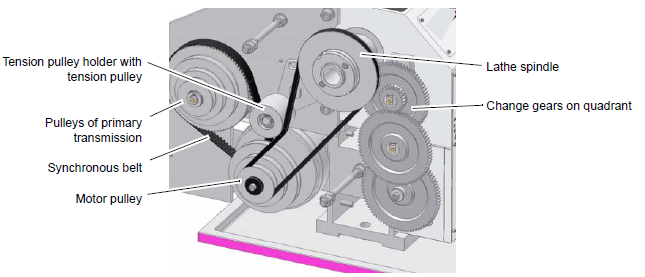 Tension pulley holder with
tension pulley
Pulleys of primary
transmission
Synchronous belt
Motor pulley
Lathe spindle
Change gears on quadrant